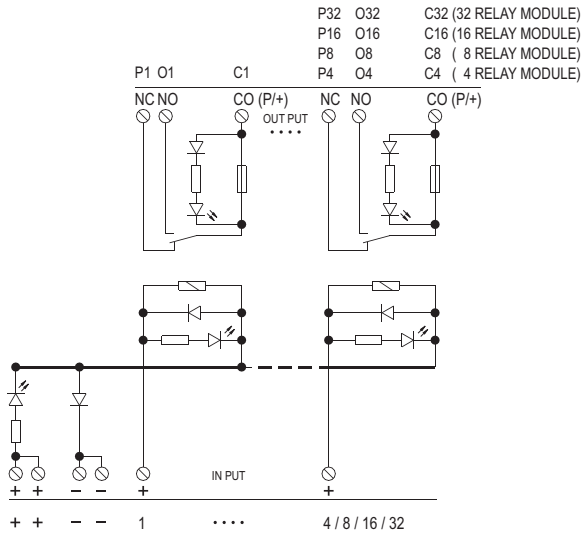 P32 O32 C32 (32 RELAY MODULE)
P16 O16 C16 (16 RELAY MODULE)
P8 O8 C8 ( 8 RELAY MODULE)
P1 O1 C1 P4 O4 C4 ( 4 RELAY MODULE)
NC NO CO (P/+) NC NO CO (P/+)
OUT PUT
• • • •
IN PUT
+ + − − + +
+ + − − 1 • • • • 4 / 8 / 16 / 32